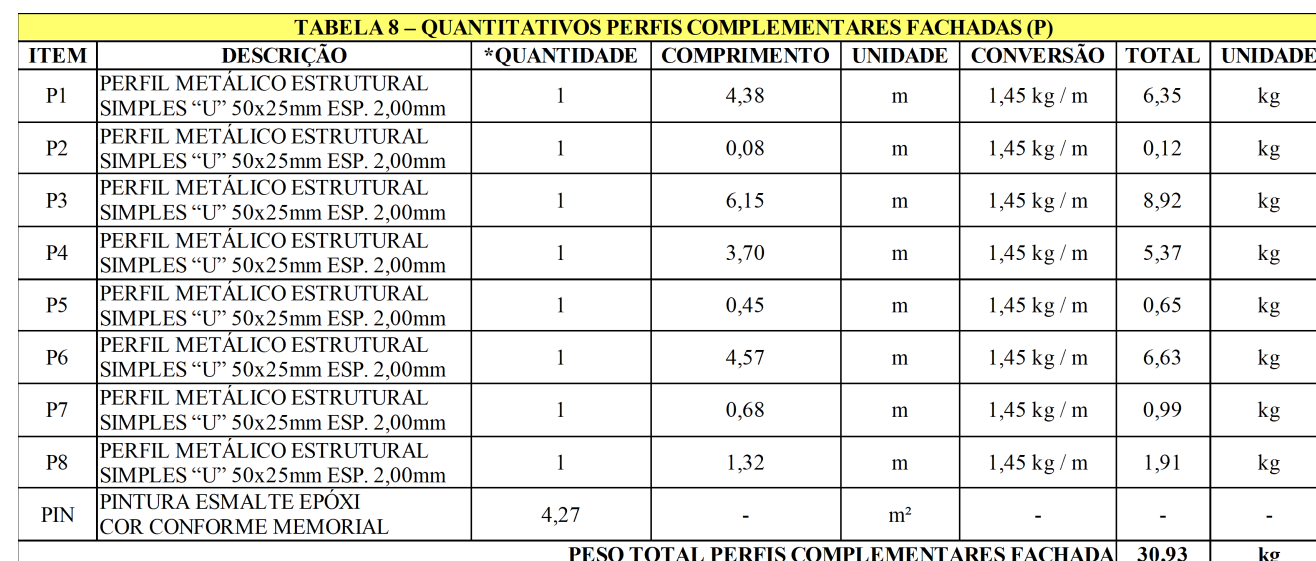 TABELA 8 – QUANTITATIVOS PERFIS COMPLEMENTARES FACHADAS (P)
ITEM DESCRIÇÃO *QUANTIDADE COMPRIMENTO UNIDADE CONVERSÃO TOTAL UNIDADE
P1 PERFIL METÁLICO ESTRUTURAL
SIMPLES “U” 50x25mm ESP. 2,00mm 1 4,38 m 1,45 kg / m 6,35 kg
P2 PERFIL METÁLICO ESTRUTURAL
SIMPLES “U” 50x25mm ESP. 2,00mm 1 0,08 m 1,45 kg / m 0,12 kg
P3 PERFIL METÁLICO ESTRUTURAL
SIMPLES “U” 50x25mm ESP. 2,00mm 1 6,15 m 1,45 kg / m 8,92 kg
P4 PERFIL METÁLICO ESTRUTURAL
SIMPLES “U” 50x25mm ESP. 2,00mm 1 3,70 m 1,45 kg / m 5,37 kg
P5 PERFIL METÁLICO ESTRUTURAL
SIMPLES “U” 50x25mm ESP. 2,00mm 1 0,45 m 1,45 kg / m 0,65 kg
P6 PERFIL METÁLICO ESTRUTURAL
SIMPLES “U” 50x25mm ESP. 2,00mm 1 4,57 m 1,45 kg / m 6,63 kg
P7 PERFIL METÁLICO ESTRUTURAL
SIMPLES “U” 50x25mm ESP. 2,00mm 1 0,68 m 1,45 kg / m 0,99 kg
P8 PERFIL METÁLICO ESTRUTURAL
SIMPLES “U” 50x25mm ESP. 2,00mm 1 1,32 m 1,45 kg / m 1,91 kg
PIN PINTURA ESMALTE EPÓXI
COR CONFORME MEMORIAL 4,27 - m² - - -
PESO TOTAL PERFIS COMPLEMENTARES FACHADA 30,93 kg